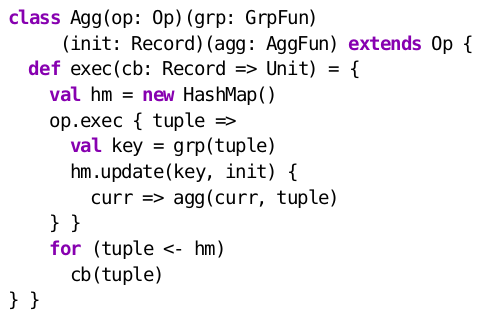 class Agg(op: Op)(grp: GrpFun)
     (init: Record)(agg: AggFun) extends Op {
  def exec(cb: Record => Unit) = {
    val hm = new HashMap()
    op.exec { tuple =>
      val key = grp(tuple)
      hm.update(key, init) {
        curr => agg(curr, tuple)
    } }
    for (tuple <- hm)
      cb(tuple)
} }